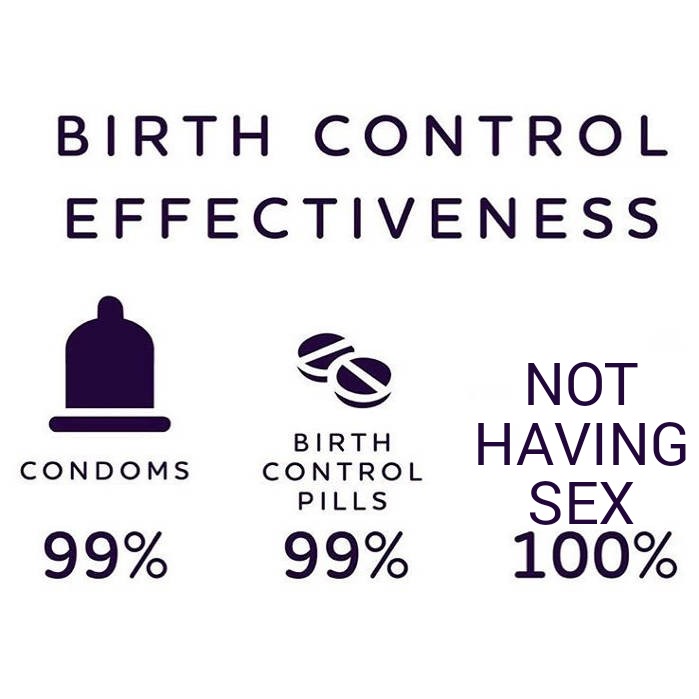 BIRTH CONTROL
EFFECTIVENESS
CONDOMS
99%
BIRTH
CONTROL
PILLS
99%
NOT
HAVING
SEX
100%